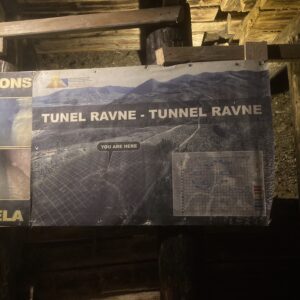 ONS
TUNEL RAVNE - TUNNEL RAVNE
YOU ARE HERE
ELA